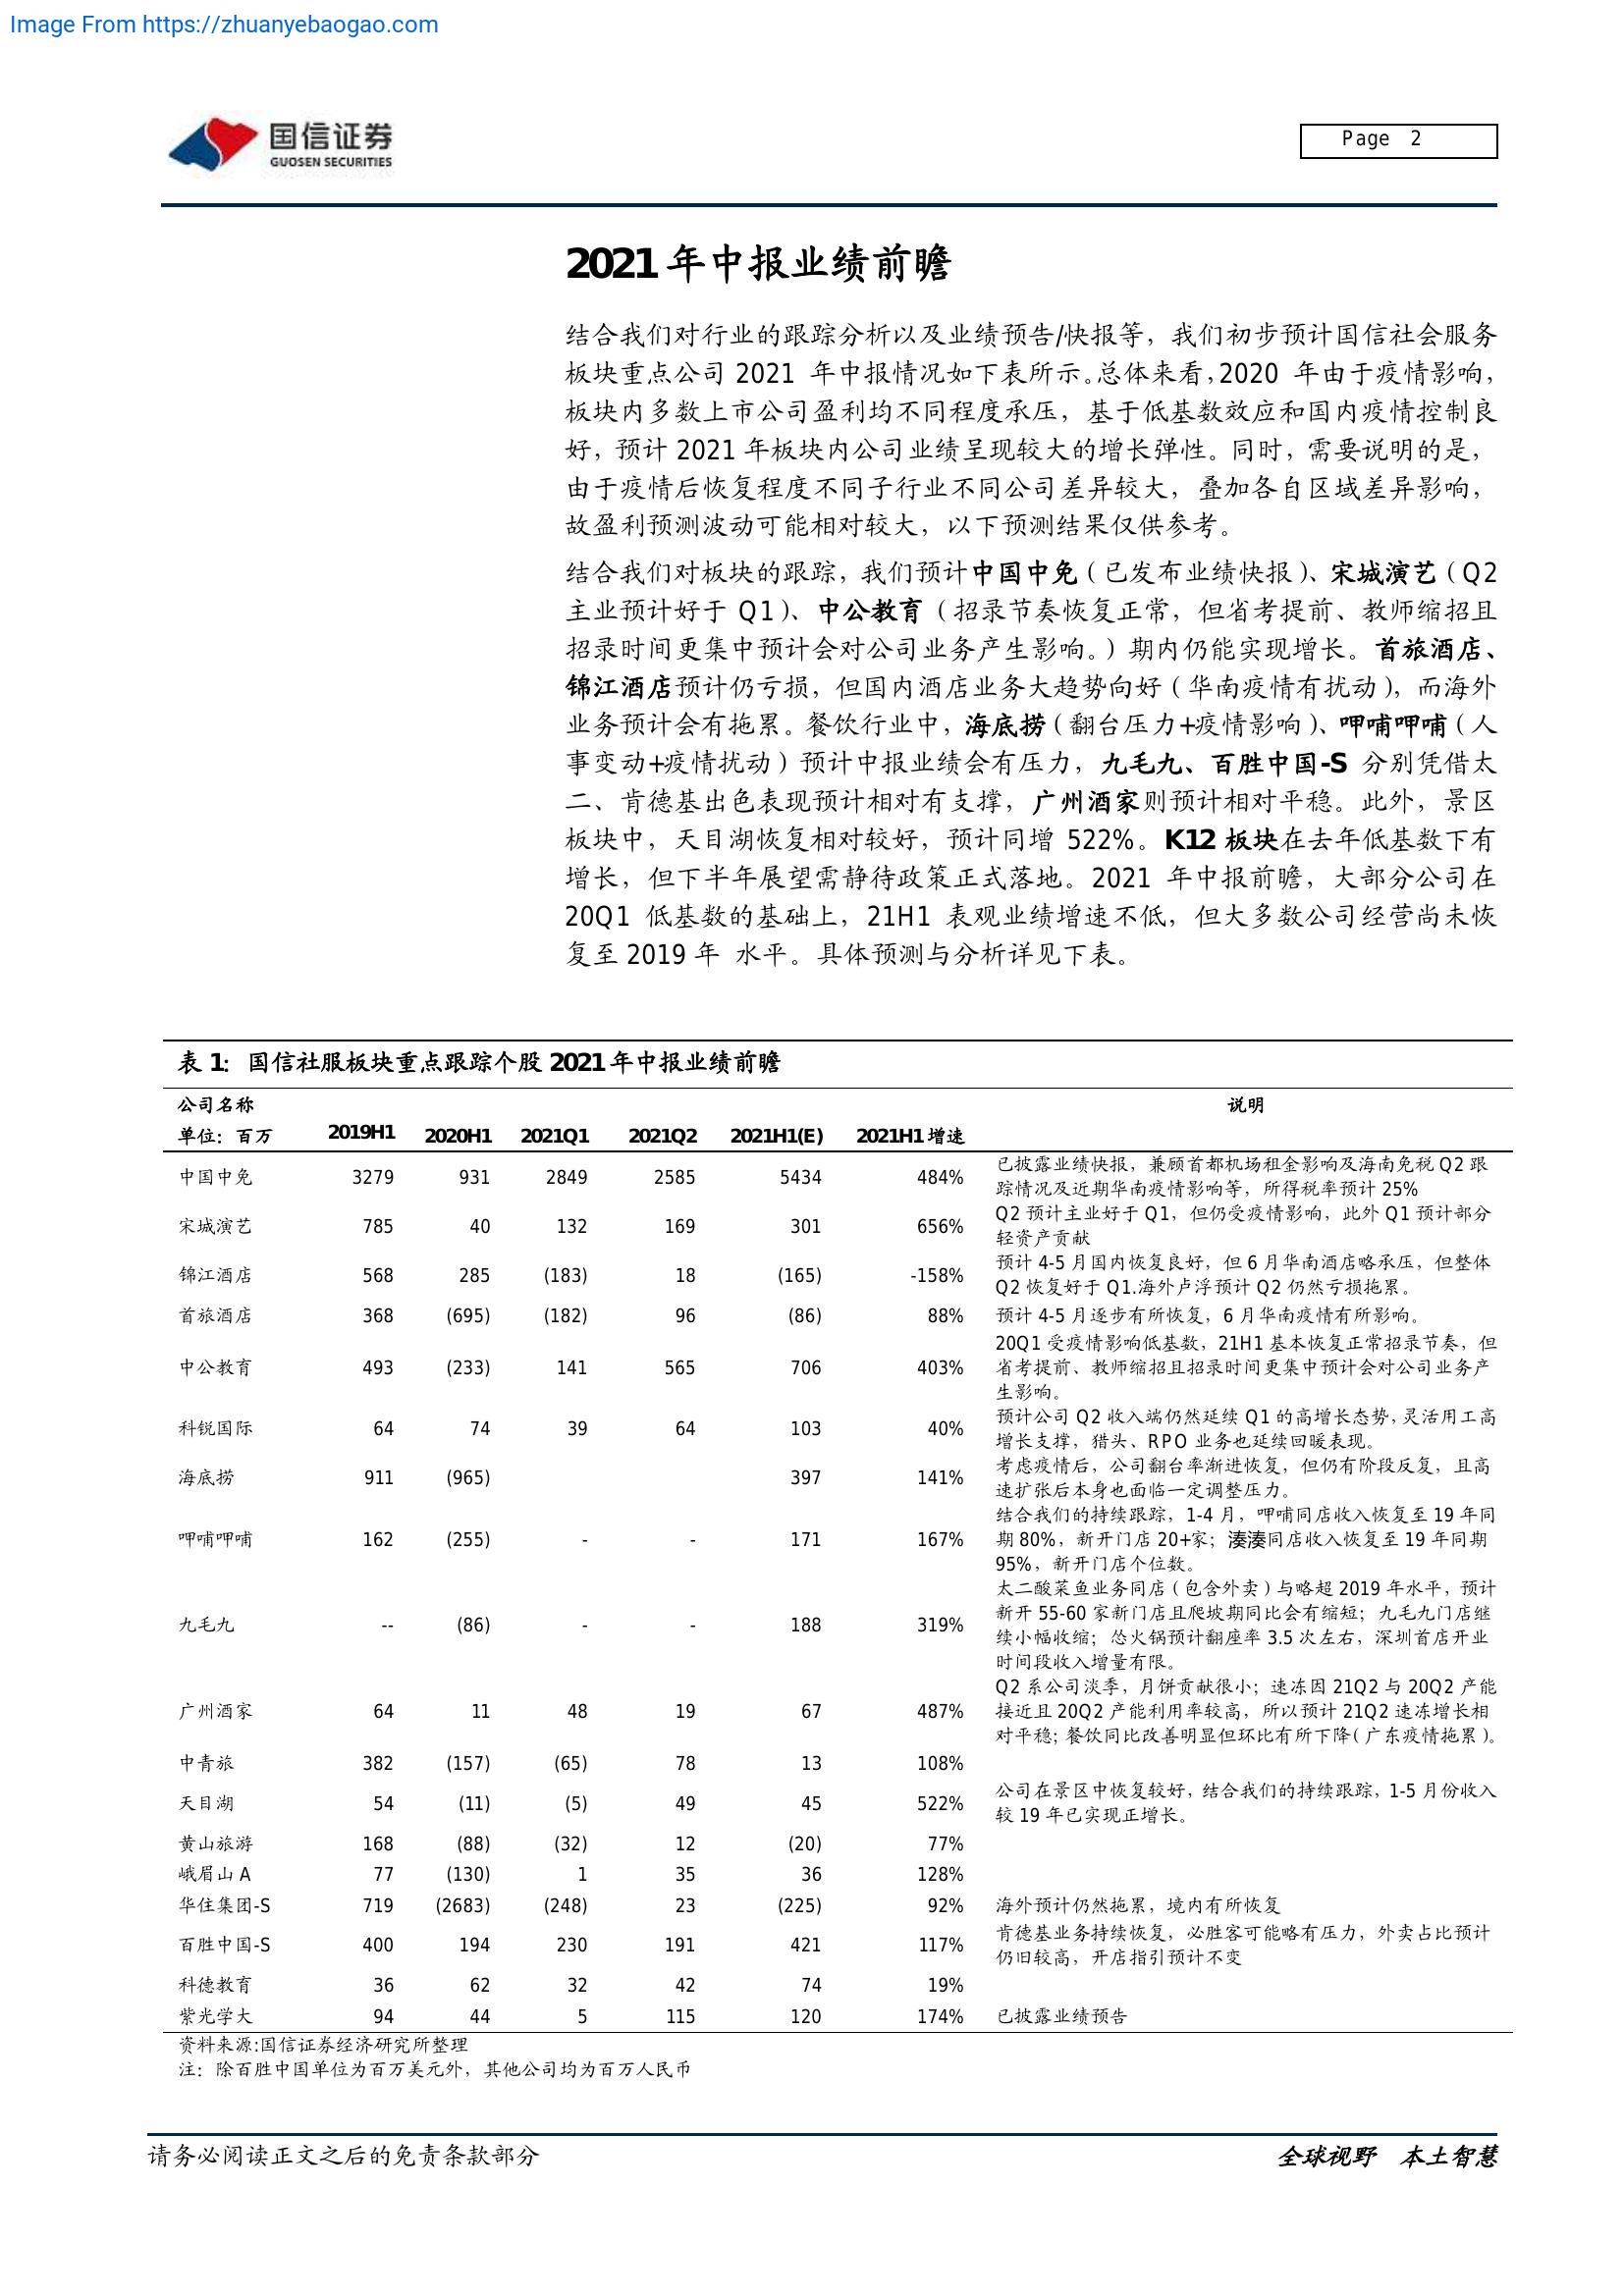 Image From https://zhuanyebaogao.com
国信证券
GUOSEN SECURITIES
Page 2
2021 年中报业绩前瞻
结合我们对行业的跟踪分析以及业绩预告/快报等，我们初步预计国信社会服务
板块重点公司 2021 年中报情况如下表所示。总体来看，2020 年由于疫情影响，
板块内多数上市公司盈利均不同程度承压，基于低基数效应和国内疫情控制良
好，预计 2021 年板块内公司业绩呈现较大的增长弹性。同时，需要说明的是，
由于疫情后恢复程度不同子行业不同公司差异较大，叠加各自区域差异影响，
故盈利预测波动可能相对较大，以下预测结果仅供参考。
结合我们对板块的跟踪，我们预计中国中免（已发布业绩快报）、宋城演艺（Q2
主业预计好于 Q1）、中公教育（招录节奏恢复正常，但省考提前、教师缩招且
招录时间更集中预计会对公司业务产生影响。）期内仍能实现增长。首旅酒店、
锦江酒店预计仍亏损，但国内酒店业务大趋势向好（华南疫情有扰动），而海外
业务预计会有拖累。餐饮行业中，海底捞（翻台压力+疫情影响）、呷哺呷哺（人
事变动+疫情扰动）预计中报业绩会有压力，九毛九、百胜中国-S 分别凭借太
二、肯德基出色表现预计相对有支撑，广州酒家则预计相对平稳。此外，景区
板块中，天目湖恢复相对较好，预计同增 522%。K12 板块在去年低基数下有
增长，但下半年展望需静待政策正式落地。2021 年中报前瞻，大部分公司在
20Q1 低基数的基础上，21H1 表观业绩增速不低，但大多数公司经营尚未恢
复至 2019 年 水平。具体预测与分析详见下表。
表 1：国信社服板块重点跟踪个股 2021 年中报业绩前瞻
公司名称 说明
单位：百万 2019H1 2020H1 2021Q1 2021Q2 2021H1(E) 2021H1 增速
中国中免 3279 931 2849 2585 5434 484% 已披露业绩快报，兼顾首都机场租金影响及海南免税 Q2 跟
踪情况及近期华南疫情影响等，所得税率预计 25%
宋城演艺 785 40 132 169 301 656% Q2 预计主业好于 Q1，但仍受疫情影响，此外 Q1 预计部分
轻资产贡献
锦江酒店 568 285 (183) 18 (165) -158% 预计 4-5 月国内恢复良好，但 6 月华南酒店略承压，但整体
Q2 恢复好于 Q1.海外卢浮预计 Q2 仍然亏损拖累。
首旅酒店 368 (695) (182) 96 (86) 88% 预计 4-5 月逐步有所恢复，6 月华南疫情有所影响。
20Q1 受疫情影响低基数，21H1 基本恢复正常招录节奏，但
中公教育 493 (233) 141 565 706 403% 省考提前、教师缩招且招录时间更集中预计会对公司业务产
生影响。
科锐国际 64 74 39 64 103 40% 预计公司 Q2 收入端仍然延续 Q1 的高增长态势，灵活用工高
增长支撑，猎头、RPO 业务也延续回暖表现。
海底捞 911 (965) 397 141% 考虑疫情后，公司翻台率渐进恢复，但仍有阶段反复，且高
速扩张后本身也面临一定调整压力。
结合我们的持续跟踪，1-4 月，呷哺同店收入恢复至 19 年同
呷哺呷哺 162 (255) - - 171 167% 期 80%，新开门店 20+家；湊湊同店收入恢复至 19 年同期
95%，新开门店个位数。
太二酸菜鱼业务同店（包含外卖）与略超 2019 年水平，预计
九毛九 -- (86) - - 188 319% 新开 55-60 家新门店且爬坡期同比会有缩短；九毛九门店继
续小幅收缩；怂火锅预计翻座率 3.5 次左右，深圳首店开业
时间段收入增量有限。
Q2 系公司淡季，月饼贡献很小；速冻因 21Q2 与 20Q2 产能
广州酒家 64 11 48 19 67 487% 接近且 20Q2 产能利用率较高，所以预计 21Q2 速冻增长相
对平稳；餐饮同比改善明显但环比有所下降（广东疫情拖累）。
中青旅 382 (157) (65) 78 13 108%
天目湖 54 (11) (5) 49 45 522% 公司在景区中恢复较好，结合我们的持续跟踪，1-5 月份收入
较 19 年已实现正增长。
黄山旅游 168 (88) (32) 12 (20) 77%
峨眉山 A 77 (130) 1 35 36 128%
华住集团-S 719 (2683) (248) 23 (225) 92% 海外预计仍然拖累，境内有所恢复
百胜中国-S 400 194 230 191 421 117% 肯德基业务持续恢复，必胜客可能略有压力，外卖占比预计
仍旧较高，开店指引预计不变
科德教育 36 62 32 42 74 19%
紫光学大 94 44 5 115 120 174% 已披露业绩预告
资料来源:国信证券经济研究所整理
注：除百胜中国单位为百万美元外，其他公司均为百万人民币
请务必阅读正文之后的免责条款部分
全球视野 本土智慧